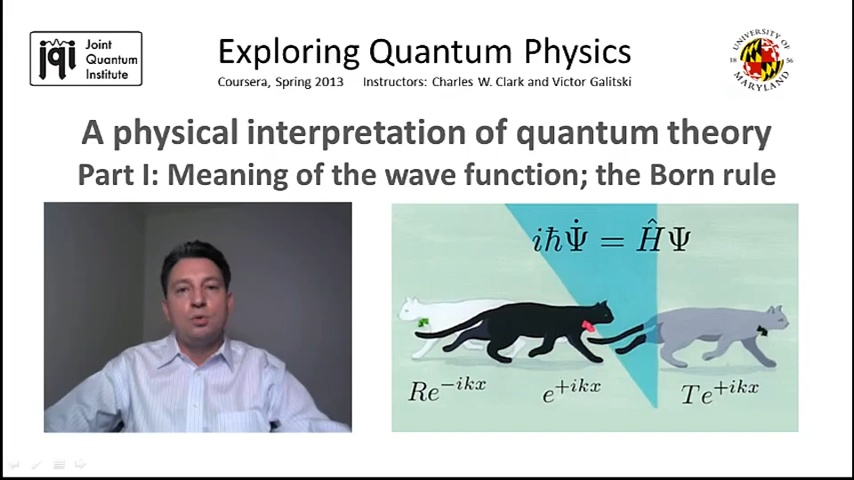 Joint
Quantum
Institute
jqi
Exploring Quantum Physics
Coursera, Spring 2013 Instructors: Charles W. Clark and Victor Galitski
UNIVERSITY OF
18 56
MARYLAND
A physical interpretation of quantum theory
Part I: Meaning of the wave function; the Born rule
iħΨ̇ = ĤΨ
Re⁻ⁱᵏˣ e⁺ⁱᵏˣ Te⁺ⁱᵏˣ